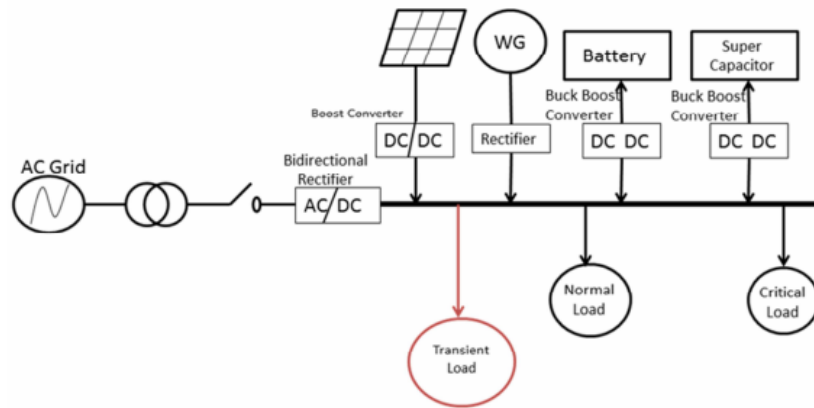 WG
Battery
Super
Capacitor
Boost Converter
Buck Boost
Converter
Buck Boost
Converter
DC/DC
Rectifier
DC DC
DC DC
AC Grid
Bidirectional
Rectifier
AC/DC
Normal
Load
Critical
Load
Transient
Load